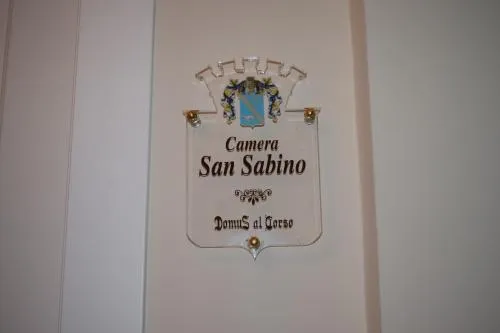 Camera
San Sabino
DomuS al Corso